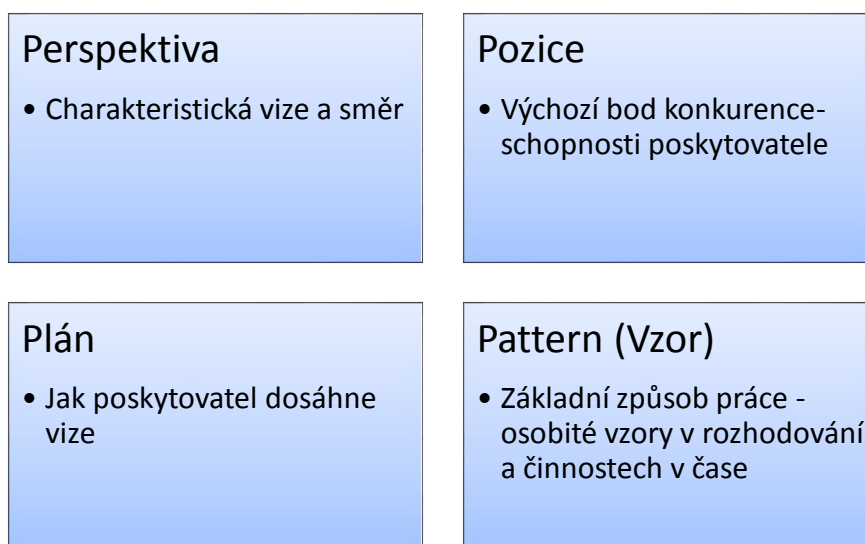 Perspektiva
• Charakteristická vize a směr
Pozice
• Výchozí bod konkurence-
schopnosti poskytovatele
Plán
• Jak poskytovatel dosáhne
vize
Pattern (Vzor)
• Základní způsob práce -
osobité vzory v rozhodování
a činnostech v čase